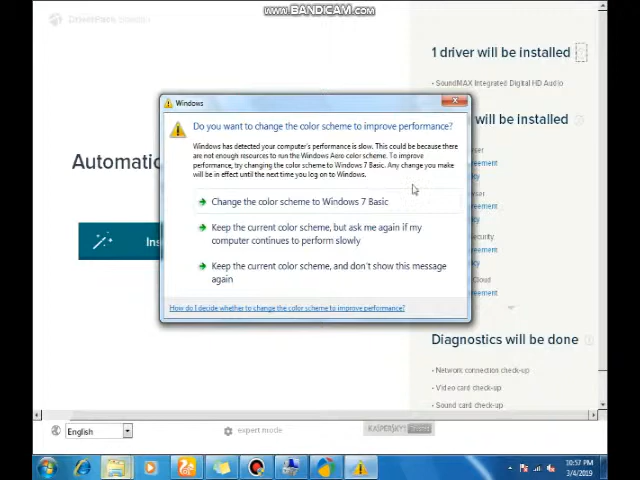 WWW.BANDICAM.COM
DriverPack
1 driver will be installed
• SoundMAX Integrated Digital HD Audio
Windows
Do you want to change the color scheme to improve performance?
Windows has detected your computer's performance is slow. This could be because there
are not enough resources to run the Windows Aero color scheme. To improve
performance, try changing the color scheme to Windows 7 Basic. Any change you make
will be in effect until the next time you log on to Windows.
will be installed
Automatic
Change the color scheme to Windows 7 Basic
Keep the current color scheme, but ask me again if my
computer continues to perform slowly
Ins
Keep the current color scheme, and don't show this message
again
How do I decide whether to change the color scheme to improve performance?
Diagnostics will be done
• Network connection check-up
• Video card check-up
• Sound card check-up
English
expert mode
KASPERSKY
10:57 PM
3/4/2019